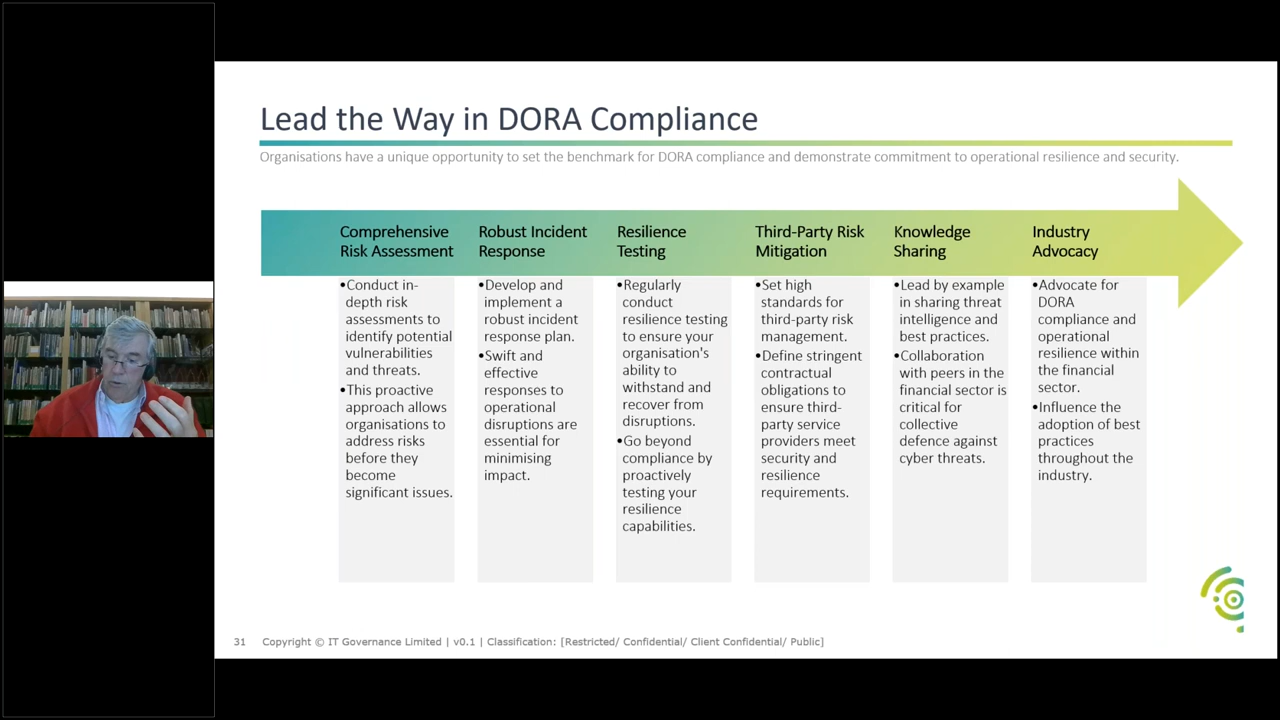 Lead the Way in DORA Compliance
Organisations have a unique opportunity to set the benchmark for DORA compliance and demonstrate commitment to operational resilience and security.
Comprehensive
Risk Assessment
•Conduct in-
depth risk
assessments to
identify potential
vulnerabilities
and threats.
•This proactive
approach allows
organisations to
address risks
before they
become
significant issues.
Robust Incident
Response
•Develop and
implement a
robust incident
response plan.
•Swift and
effective
responses to
operational
disruptions are
essential for
minimising
impact.
Resilience
Testing
•Regularly
conduct
resilience testing
to ensure your
organisation's
ability to
withstand and
recover from
disruptions.
•Go beyond
compliance by
proactively
testing your
resilience
capabilities.
Third-Party Risk
Mitigation
•Set high
standards for
third-party risk
management.
•Define stringent
contractual
obligations to
ensure third-
party service
providers meet
security and
resilience
requirements.
Knowledge
Sharing
•Lead by example
in sharing threat
intelligence and
best practices.
•Collaboration
with peers in the
financial sector is
critical for
collective
defence against
cyber threats.
Industry
Advocacy
•Advocate for
DORA
compliance and
operational
resilience within
the financial
sector.
•Influence the
adoption of best
practices
throughout the
industry.
31 Copyright © IT Governance Limited | v0.1 | Classification: [Restricted/ Confidential/ Client Confidential/ Public]